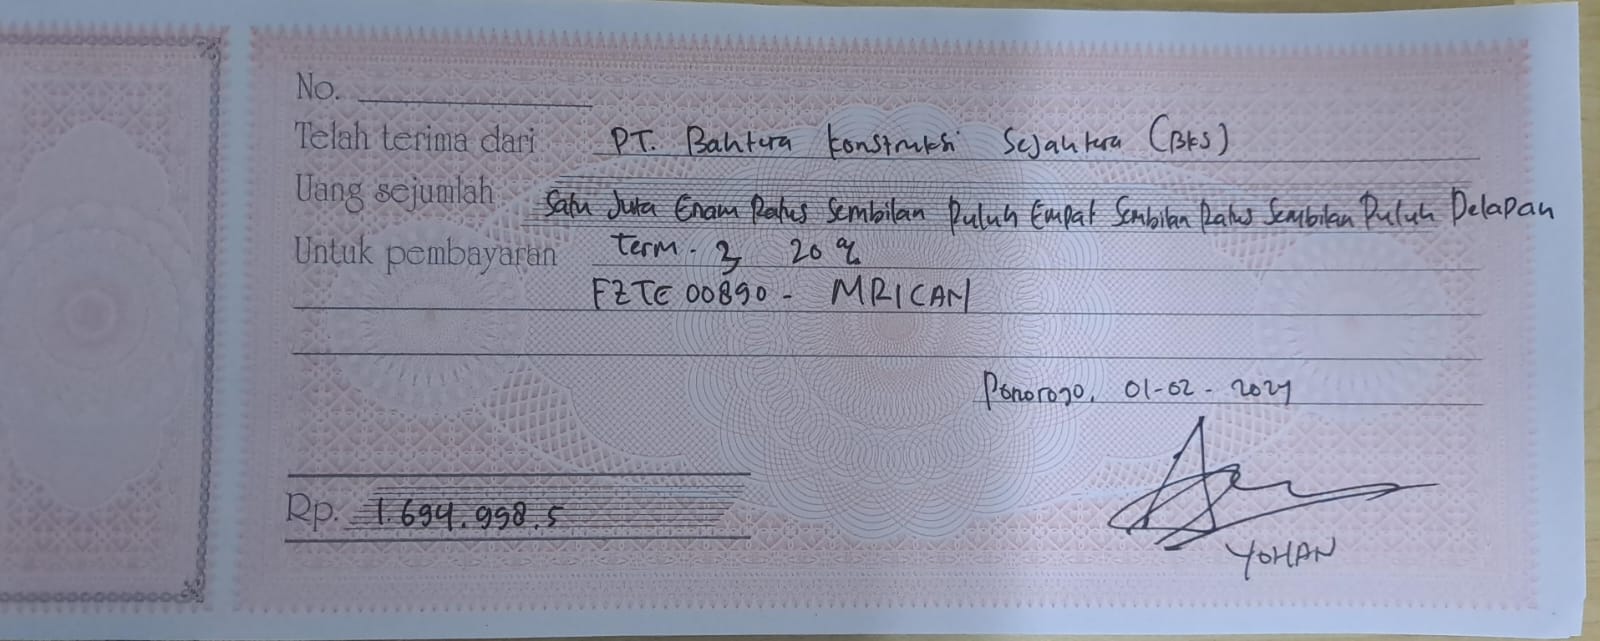 No.
Telah terima dari PT. Bahtera Konstruksi Sejahtera (BKS)
Uang sejumlah Satu Juta Enam Ratus Sembilan Puluh Empat Sembilan Ratus Sembilan Puluh Delapan
Untuk pembayaran Term. 3 20 %
FZTE 00890 - MRICAN
Ponorogo, 01-02-2024
Rp. 1.694.998.5
YOHAN